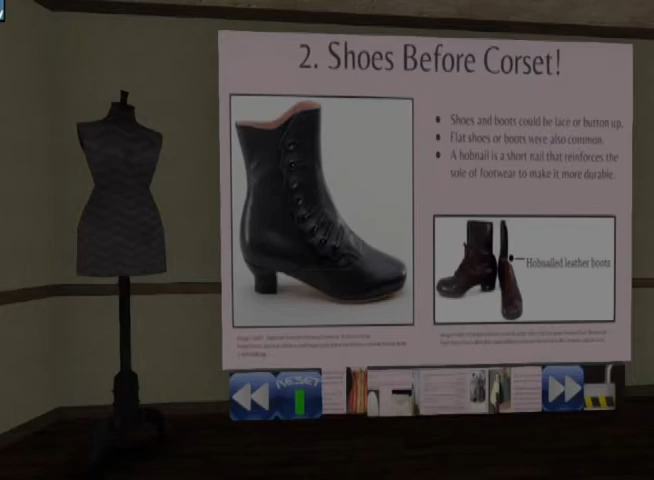 2. Shoes Before Corset!
Shoes and boots could be lace or button up.
Flat shoes or boots were also common.
A hobnail is a short nail that reinforces the
sole of footwear to make it more durable.
Hobnailed leather boots
RESET